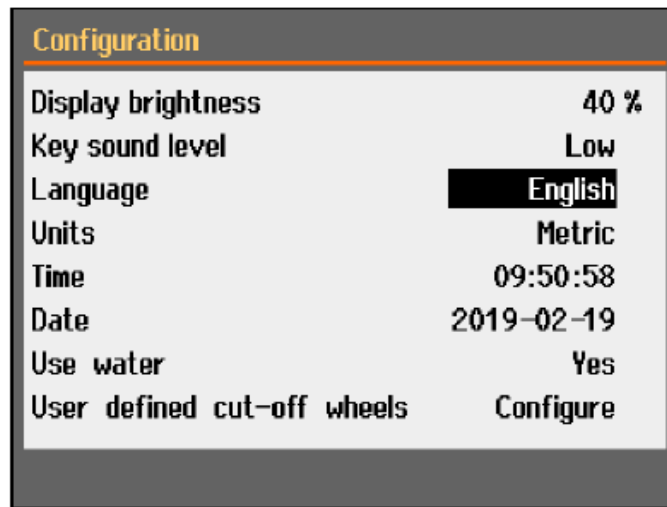 Configuration
Display brightness 40 %
Key sound level Low
Language English
Units Metric
Time 09:50:58
Date 2019-02-19
Use water Yes
User defined cut-off wheels Configure